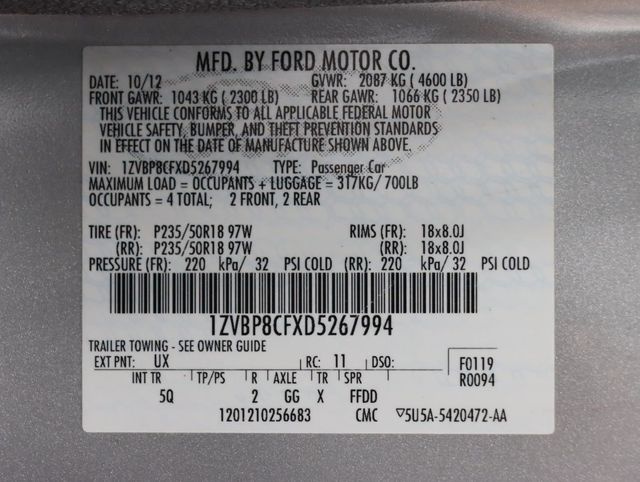 MFD. BY FORD MOTOR CO.
DATE: 10/12 GVWR: 2087 KG ( 4600 LB)
FRONT GAWR: 1043 KG ( 2300 LB) REAR GAWR: 1066 KG ( 2350 LB)
THIS VEHICLE CONFORMS TO ALL APPLICABLE FEDERAL MOTOR
VEHICLE SAFETY, BUMPER, AND THEFT PREVENTION STANDARDS
IN EFFECT ON THE DATE OF MANUFACTURE SHOWN ABOVE.
VIN: 1ZVBP8CFXD5267994 TYPE: Passenger Car
MAXIMUM LOAD = OCCUPANTS + LUGGAGE = 317KG/ 700LB
OCCUPANTS = 4 TOTAL; 2 FRONT, 2 REAR
TIRE (FR): P235/50R18 97W RIMS (FR): 18x8.0J
(RR): P235/50R18 97W (RR): 18x8.0J
PRESSURE (FR): 220 kPa/ 32 PSI COLD (RR): 220 kPa/ 32 PSI COLD
1ZVBP8CFXD5267994
TRAILER TOWING - SEE OWNER GUIDE
EXT PNT: UX RC: 11 DSO: F0119
INT TR TP/PS R AXLE TR SPR R0094
5Q 2 GG X FFDD
1201210256683 CMC 5U5A-5420472-AA